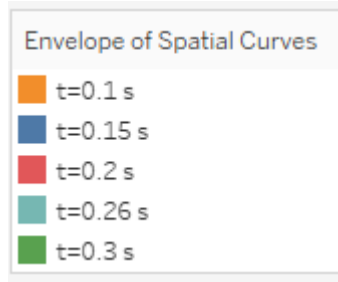 Envelope of Spatial Curves
t=0.1 s
t=0.15 s
t=0.2 s
t=0.26 s
t=0.3 s